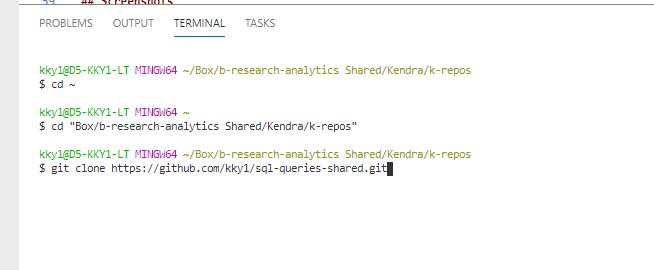 59 ## Screenshots
PROBLEMS OUTPUT TERMINAL TASKS
kky1@D5-KKY1-LT MINGW64 ~/Box/b-research-analytics Shared/Kendra/k-repos
$ cd ~
kky1@D5-KKY1-LT MINGW64 ~
$ cd "Box/b-research-analytics Shared/Kendra/k-repos"
kky1@D5-KKY1-LT MINGW64 ~/Box/b-research-analytics Shared/Kendra/k-repos
$ git clone https://github.com/kky1/sql-queries-shared.git